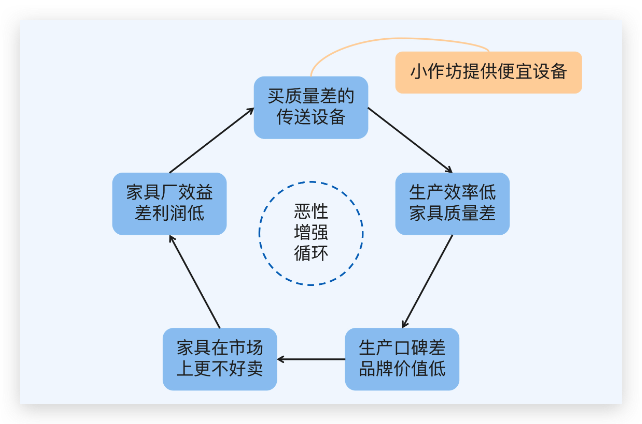 小作坊提供便宜设备
买质量差的
传送设备
生产效率低
家具质量差
生产口碑差
品牌价值低
家具在市场
上更不好卖
家具厂效益
差利润低
恶性
增强
循环